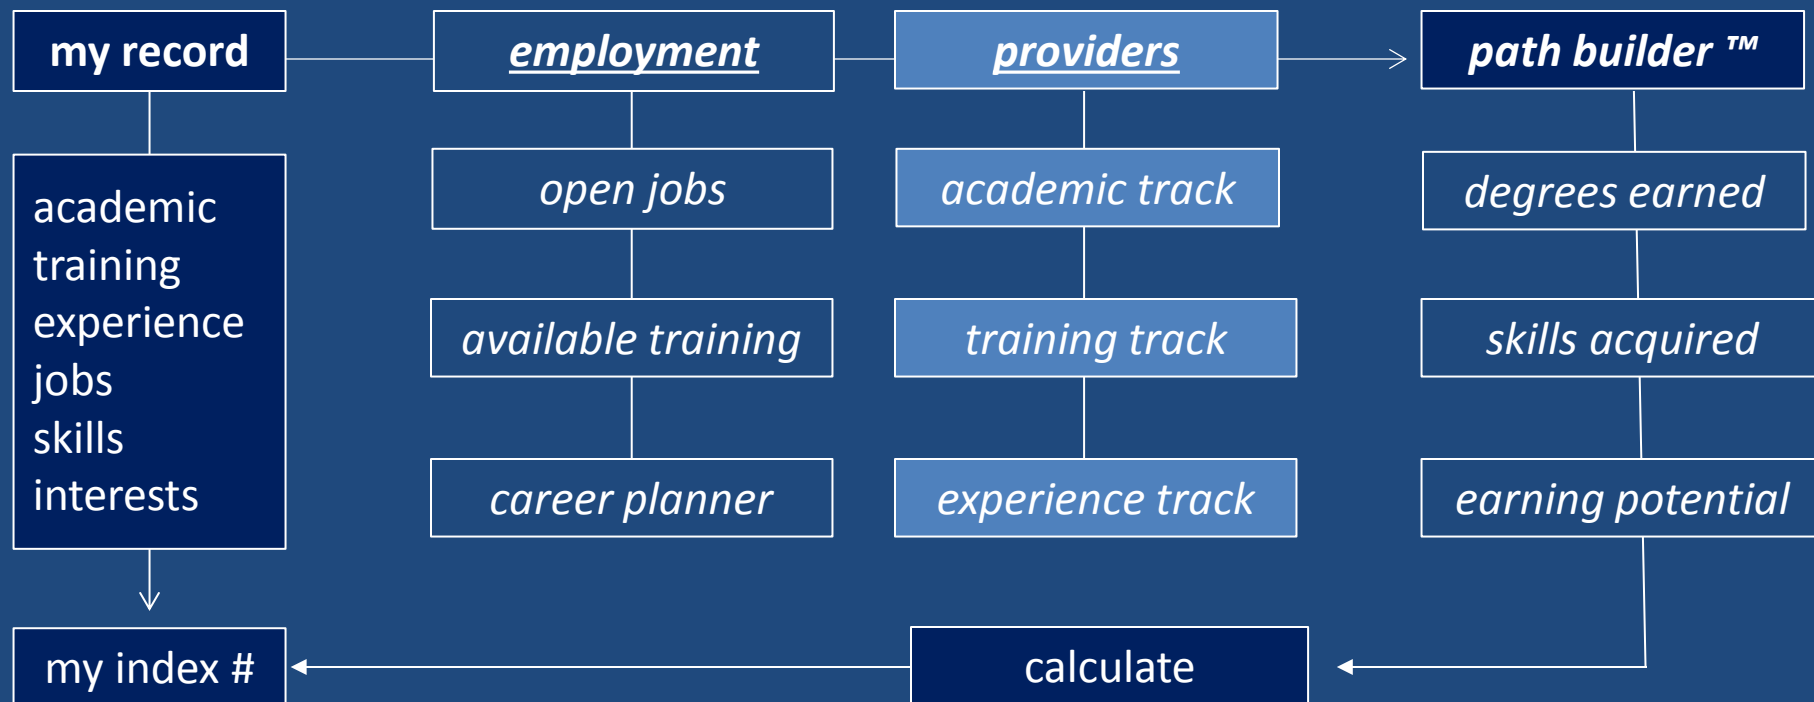 my record
employment
providers
path builder ™
academic
training
experience
jobs
skills
interests
open jobs
available training
career planner
academic track
training track
experience track
degrees earned
skills acquired
earning potential
my index #
calculate